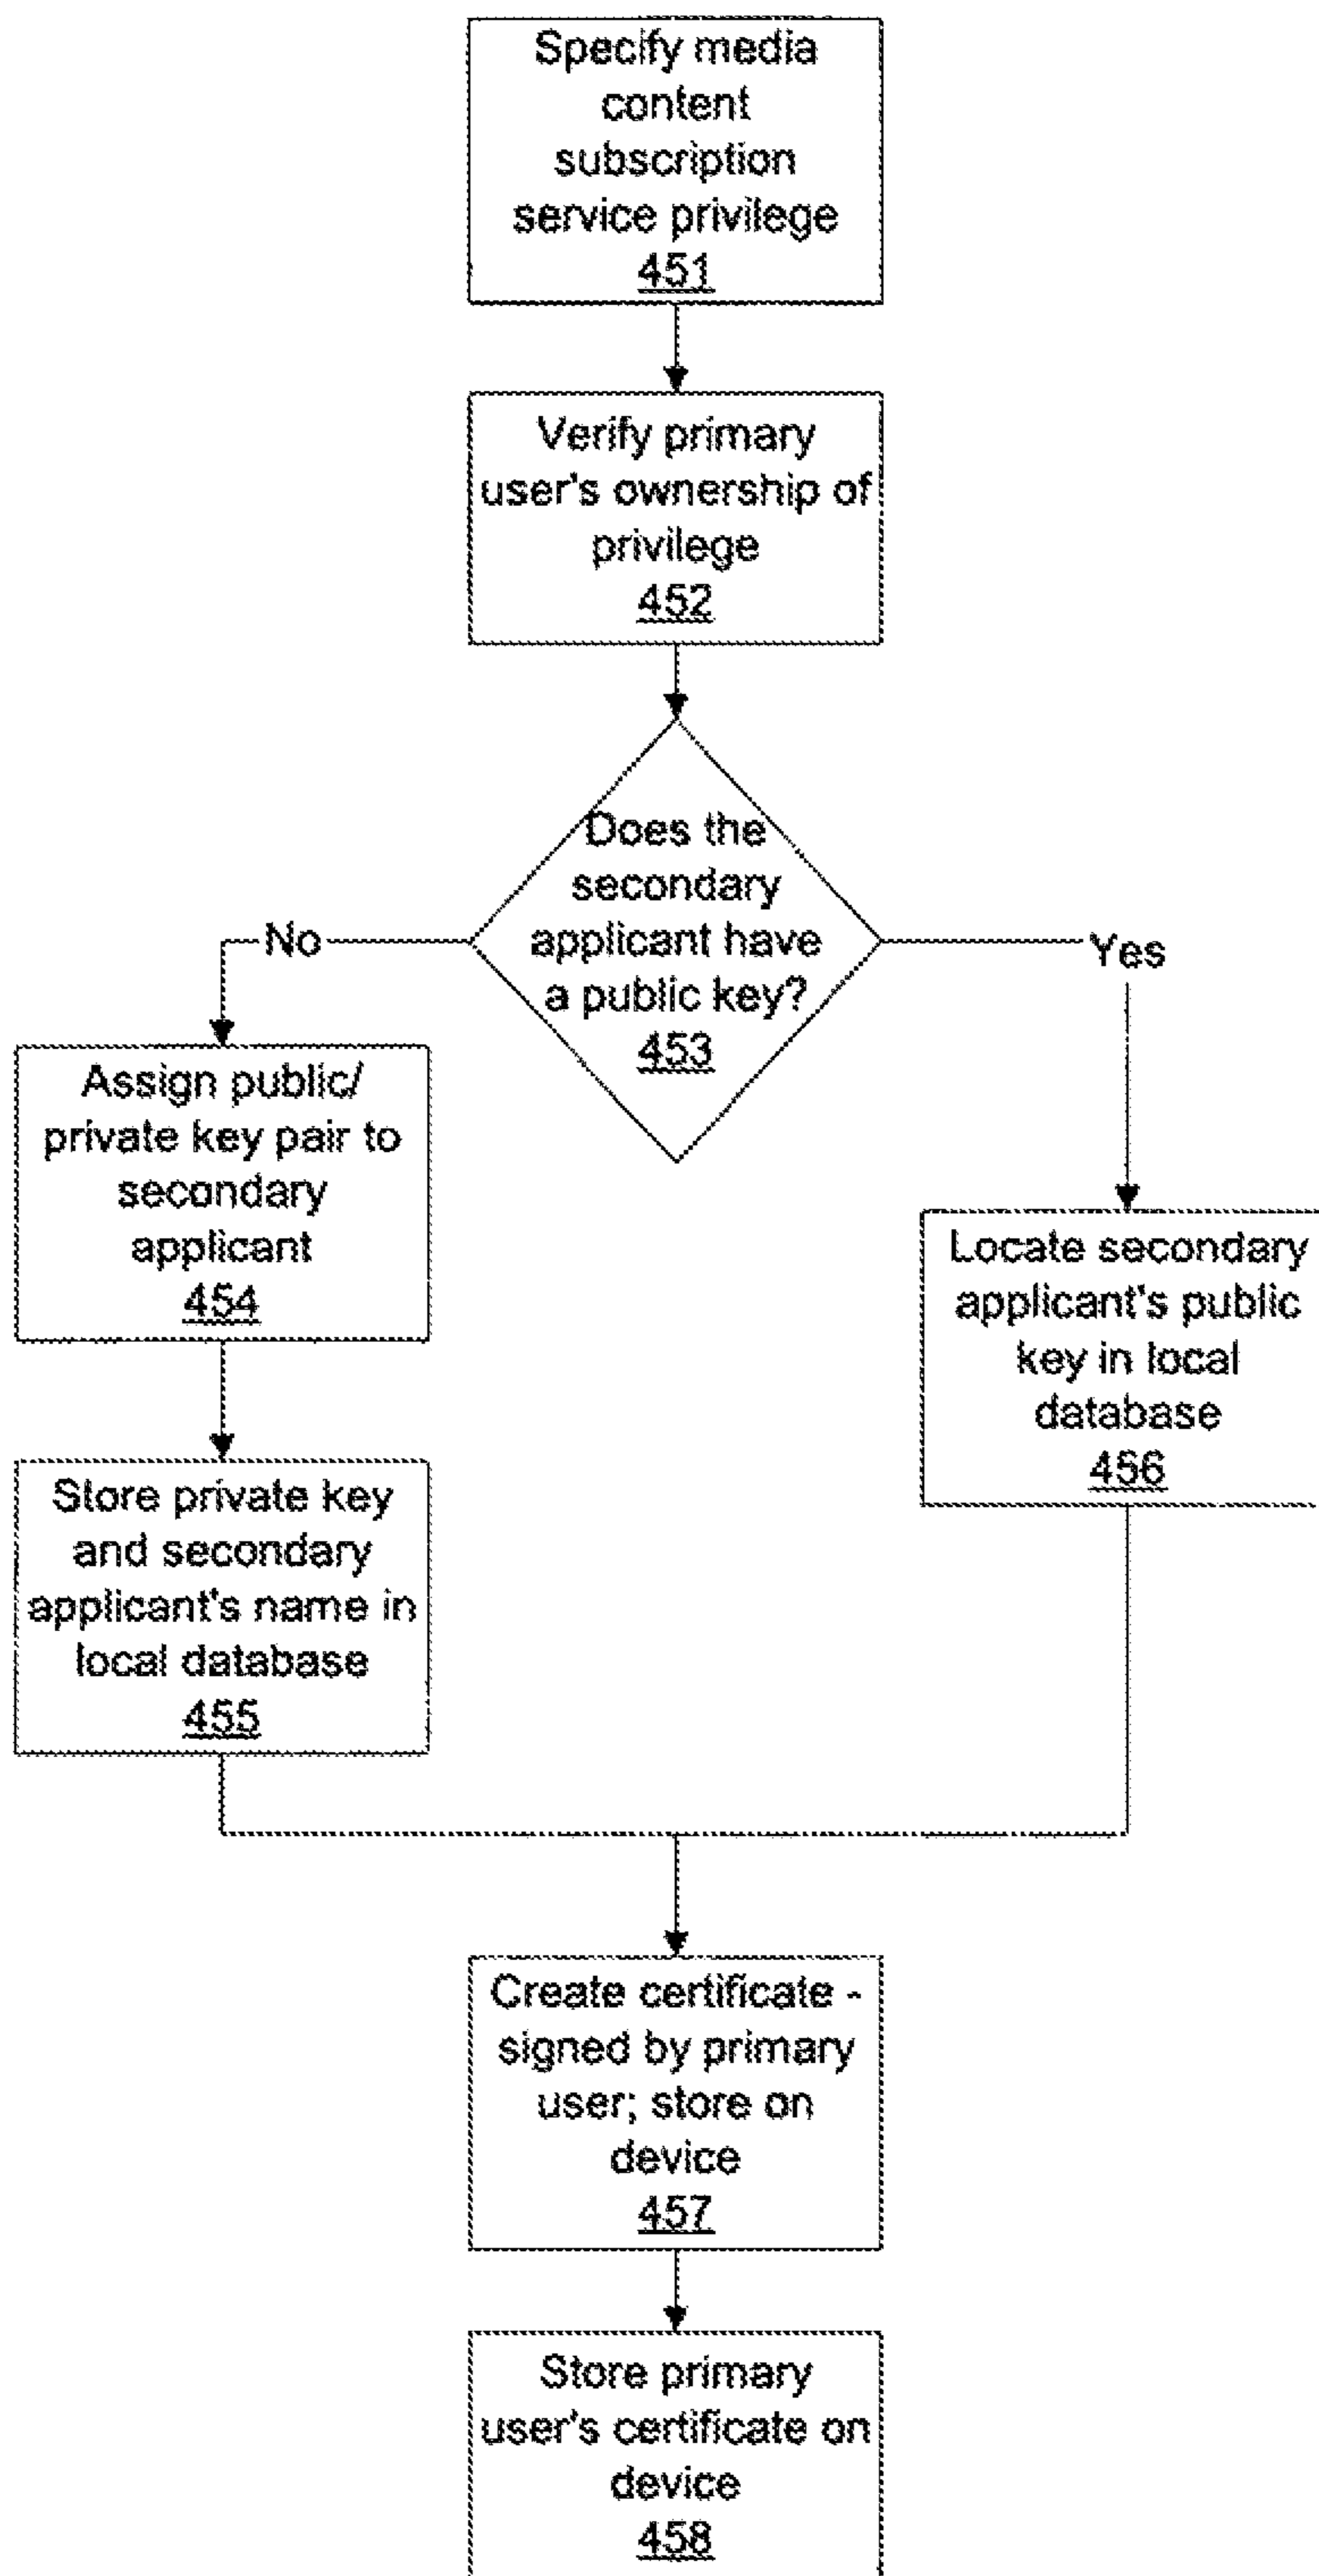 Specify media
content
subscription
service privilege
451
Verify primary
user's ownership of
privilege
452
Does the
secondary
applicant have
a public key?
453
No
Yes
Assign public/
private key pair to
secondary
applicant
454
Store private key
and secondary
applicant's name in
local database
455
Locate secondary
applicant's public
key in local
database
456
Create certificate -
signed by primary
user; store on
device
457
Store primary
user's certificate on
device
458